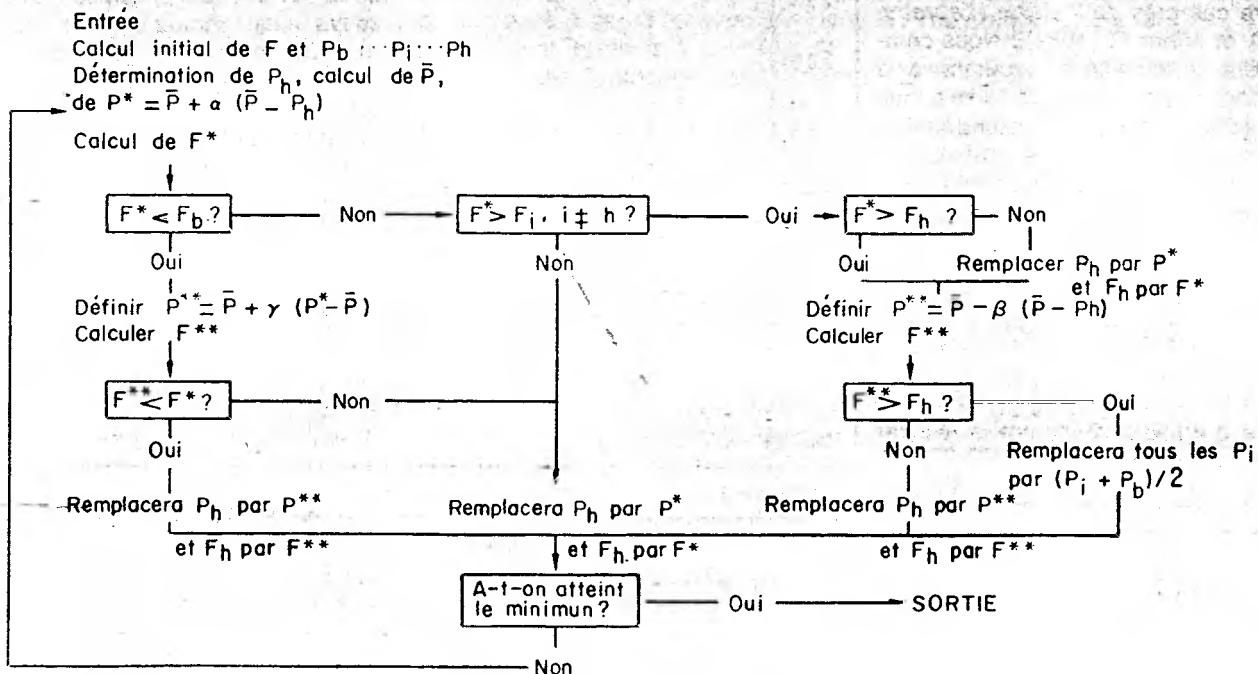 Entrée
Calcul initial de F et P_b ... P_i ... Ph
Détermination de P_h, calcul de P̄,
de P* = P̄ + α (P̄ − P_h)
Calcul de F*
F* < F_b ?
Non
F* > F_i, i ‡ h ?
Oui
F* > F_h ?
Non
Oui
Non
Oui
Remplacer P_h par P*
et F_h par F*
Définir P** = P̄ + γ (P* − P̄)
Calculer F**
Définir P** = P̄ − β (P̄ − Ph)
Calculer F**
F** < F* ?
Non
F** > F_h ?
Oui
Oui
Non
Remplacera tous les P_i
par (P_i + P_b)/2
Remplacera P_h par P**
et F_h par F**
Remplacera P_h par P*
et F_h par F*
Remplacera P_h par P**
et F_h par F**
A-t-on atteint
le minimun ?
Oui
SORTIE
Non